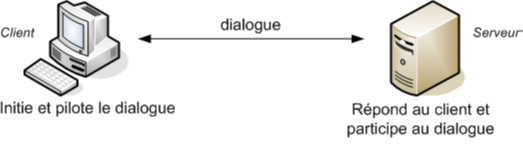 Client
dialogue
Serveur
Initie et pilote le dialogue
Répond au client et
participe au dialogue